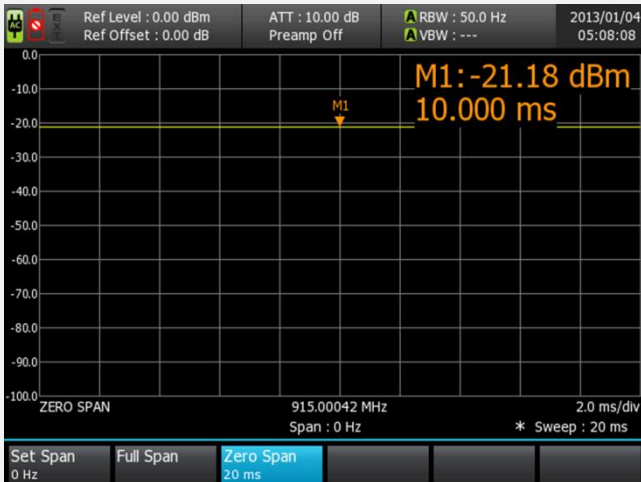 AC
EXT
Ref Level : 0.00 dBm
Ref Offset : 0.00 dB
ATT : 10.00 dB
Preamp Off
A RBW : 50.0 Hz
A VBW : ---
2013/01/04
05:08:08
M1:-21.18 dBm
10.000 ms
M1
0.0
-10.0
-20.0
-30.0
-40.0
-50.0
-60.0
-70.0
-80.0
-90.0
-100.0
ZERO SPAN
915.00042 MHz
2.0 ms/div
Span : 0 Hz
* Sweep : 20 ms
Set Span
0 Hz
Full Span
Zero Span
20 ms